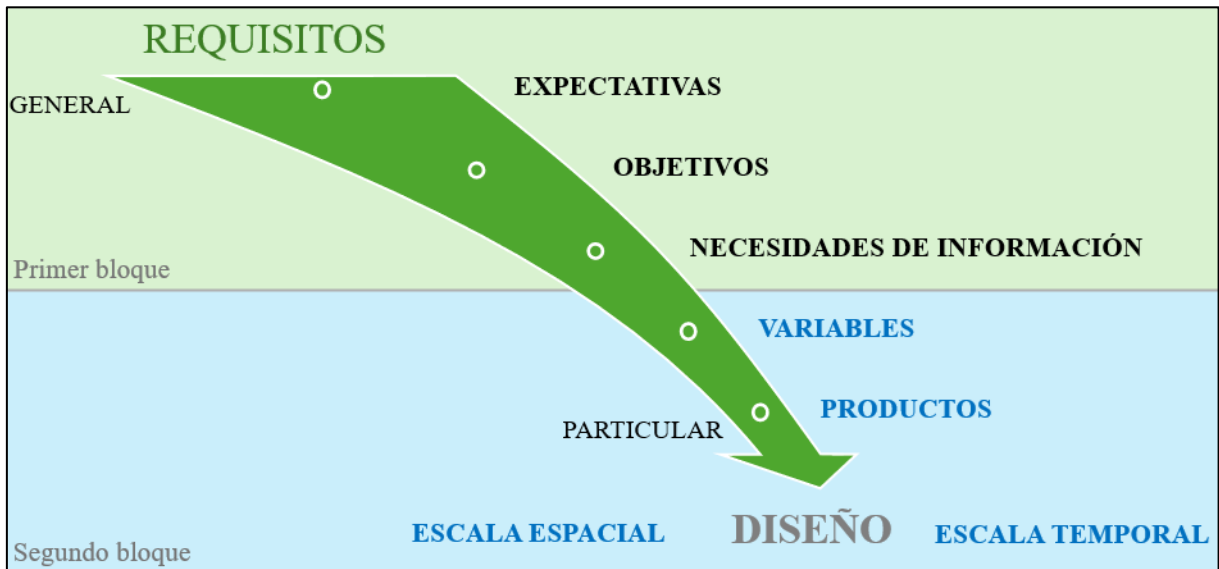 REQUISITOS
EXPECTATIVAS
GENERAL
OBJETIVOS
NECESIDADES DE INFORMACIÓN
Primer bloque
VARIABLES
PRODUCTOS
PARTICULAR
ESCALA ESPACIAL
DISEÑO
ESCALA TEMPORAL
Segundo bloque